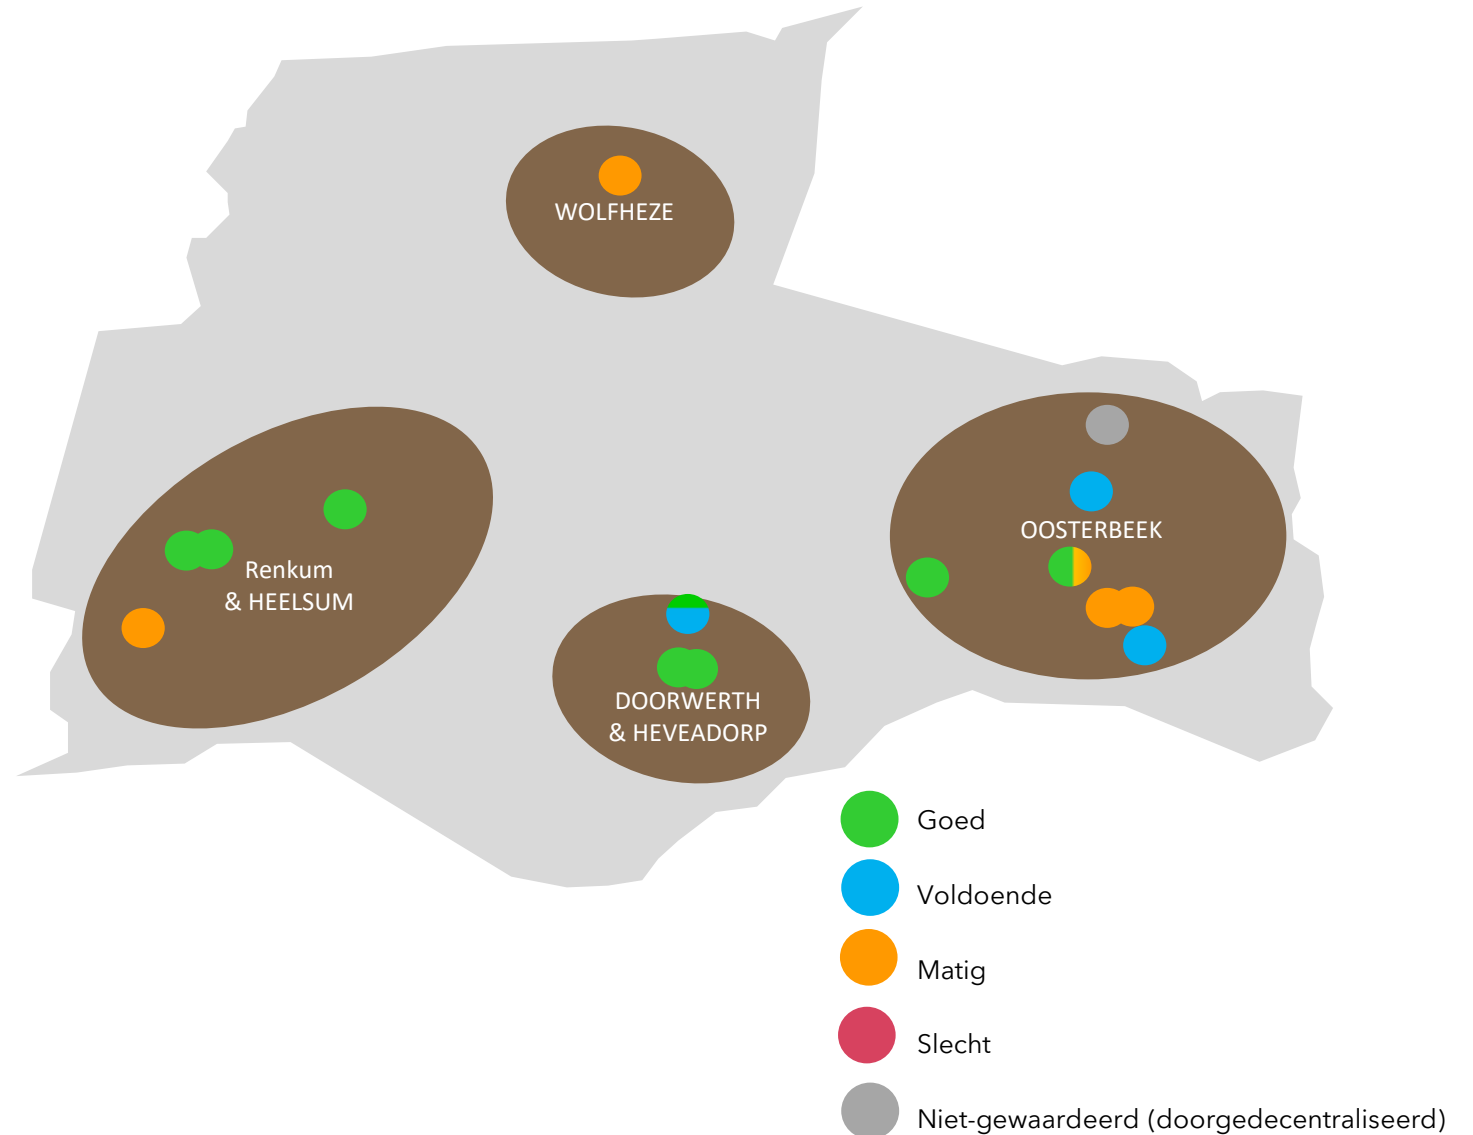 WOLFHEZE
OOSTERBEEK
Renkum
& HEELSUM
DOORWERTH
& HEVEADORP
Goed
Voldoende
Matig
Slecht
Niet-gewaardeerd (doorgedecentraliseerd)